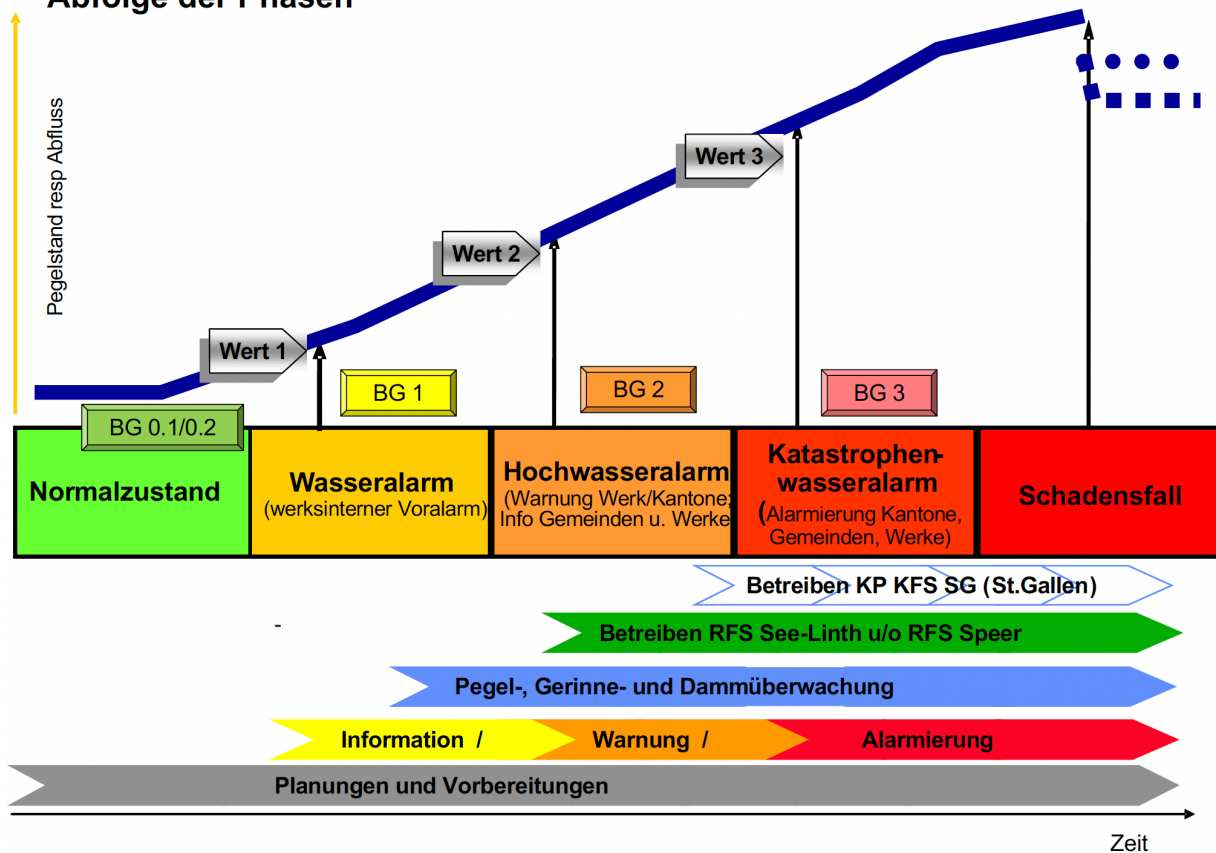 Abfolge der Phasen
Pegelstand resp Abfluss
Wert 3
Wert 2
Wert 1
BG 0.1/0.2
BG 1
BG 2
BG 3
Normalzustand
Wasseralarm
(werksinterner Voralarm)
Hochwasseralarm
(Warnung Werk/Kantone;
Info Gemeinden u. Werke
Katastrophen-
wasseralarm
(Alarmierung Kantone,
Gemeinden, Werke)
Schadensfall
Betreiben KP KFS SG (St.Gallen)
-
Betreiben RFS See-Linth u/o RFS Speer
Pegel-, Gerinne- und Dammüberwachung
Information /
Warnung /
Alarmierung
Planungen und Vorbereitungen
Zeit